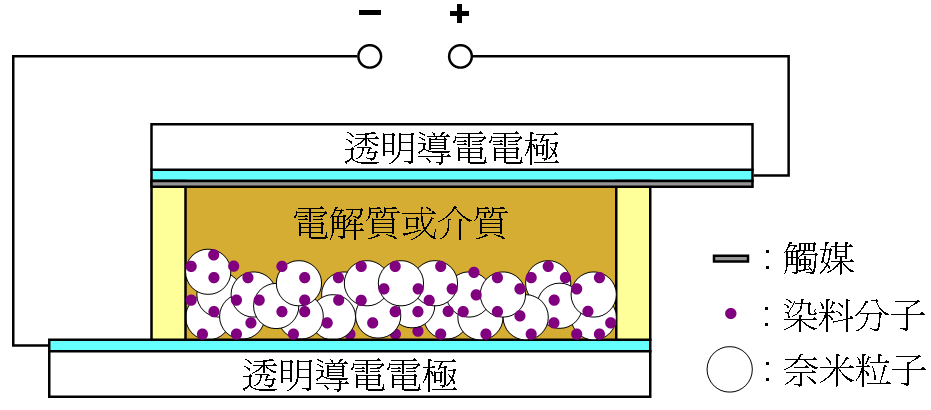 − +
透明導電電極
電解質或介質
：觸媒
：染料分子
：奈米粒子
透明導電電極